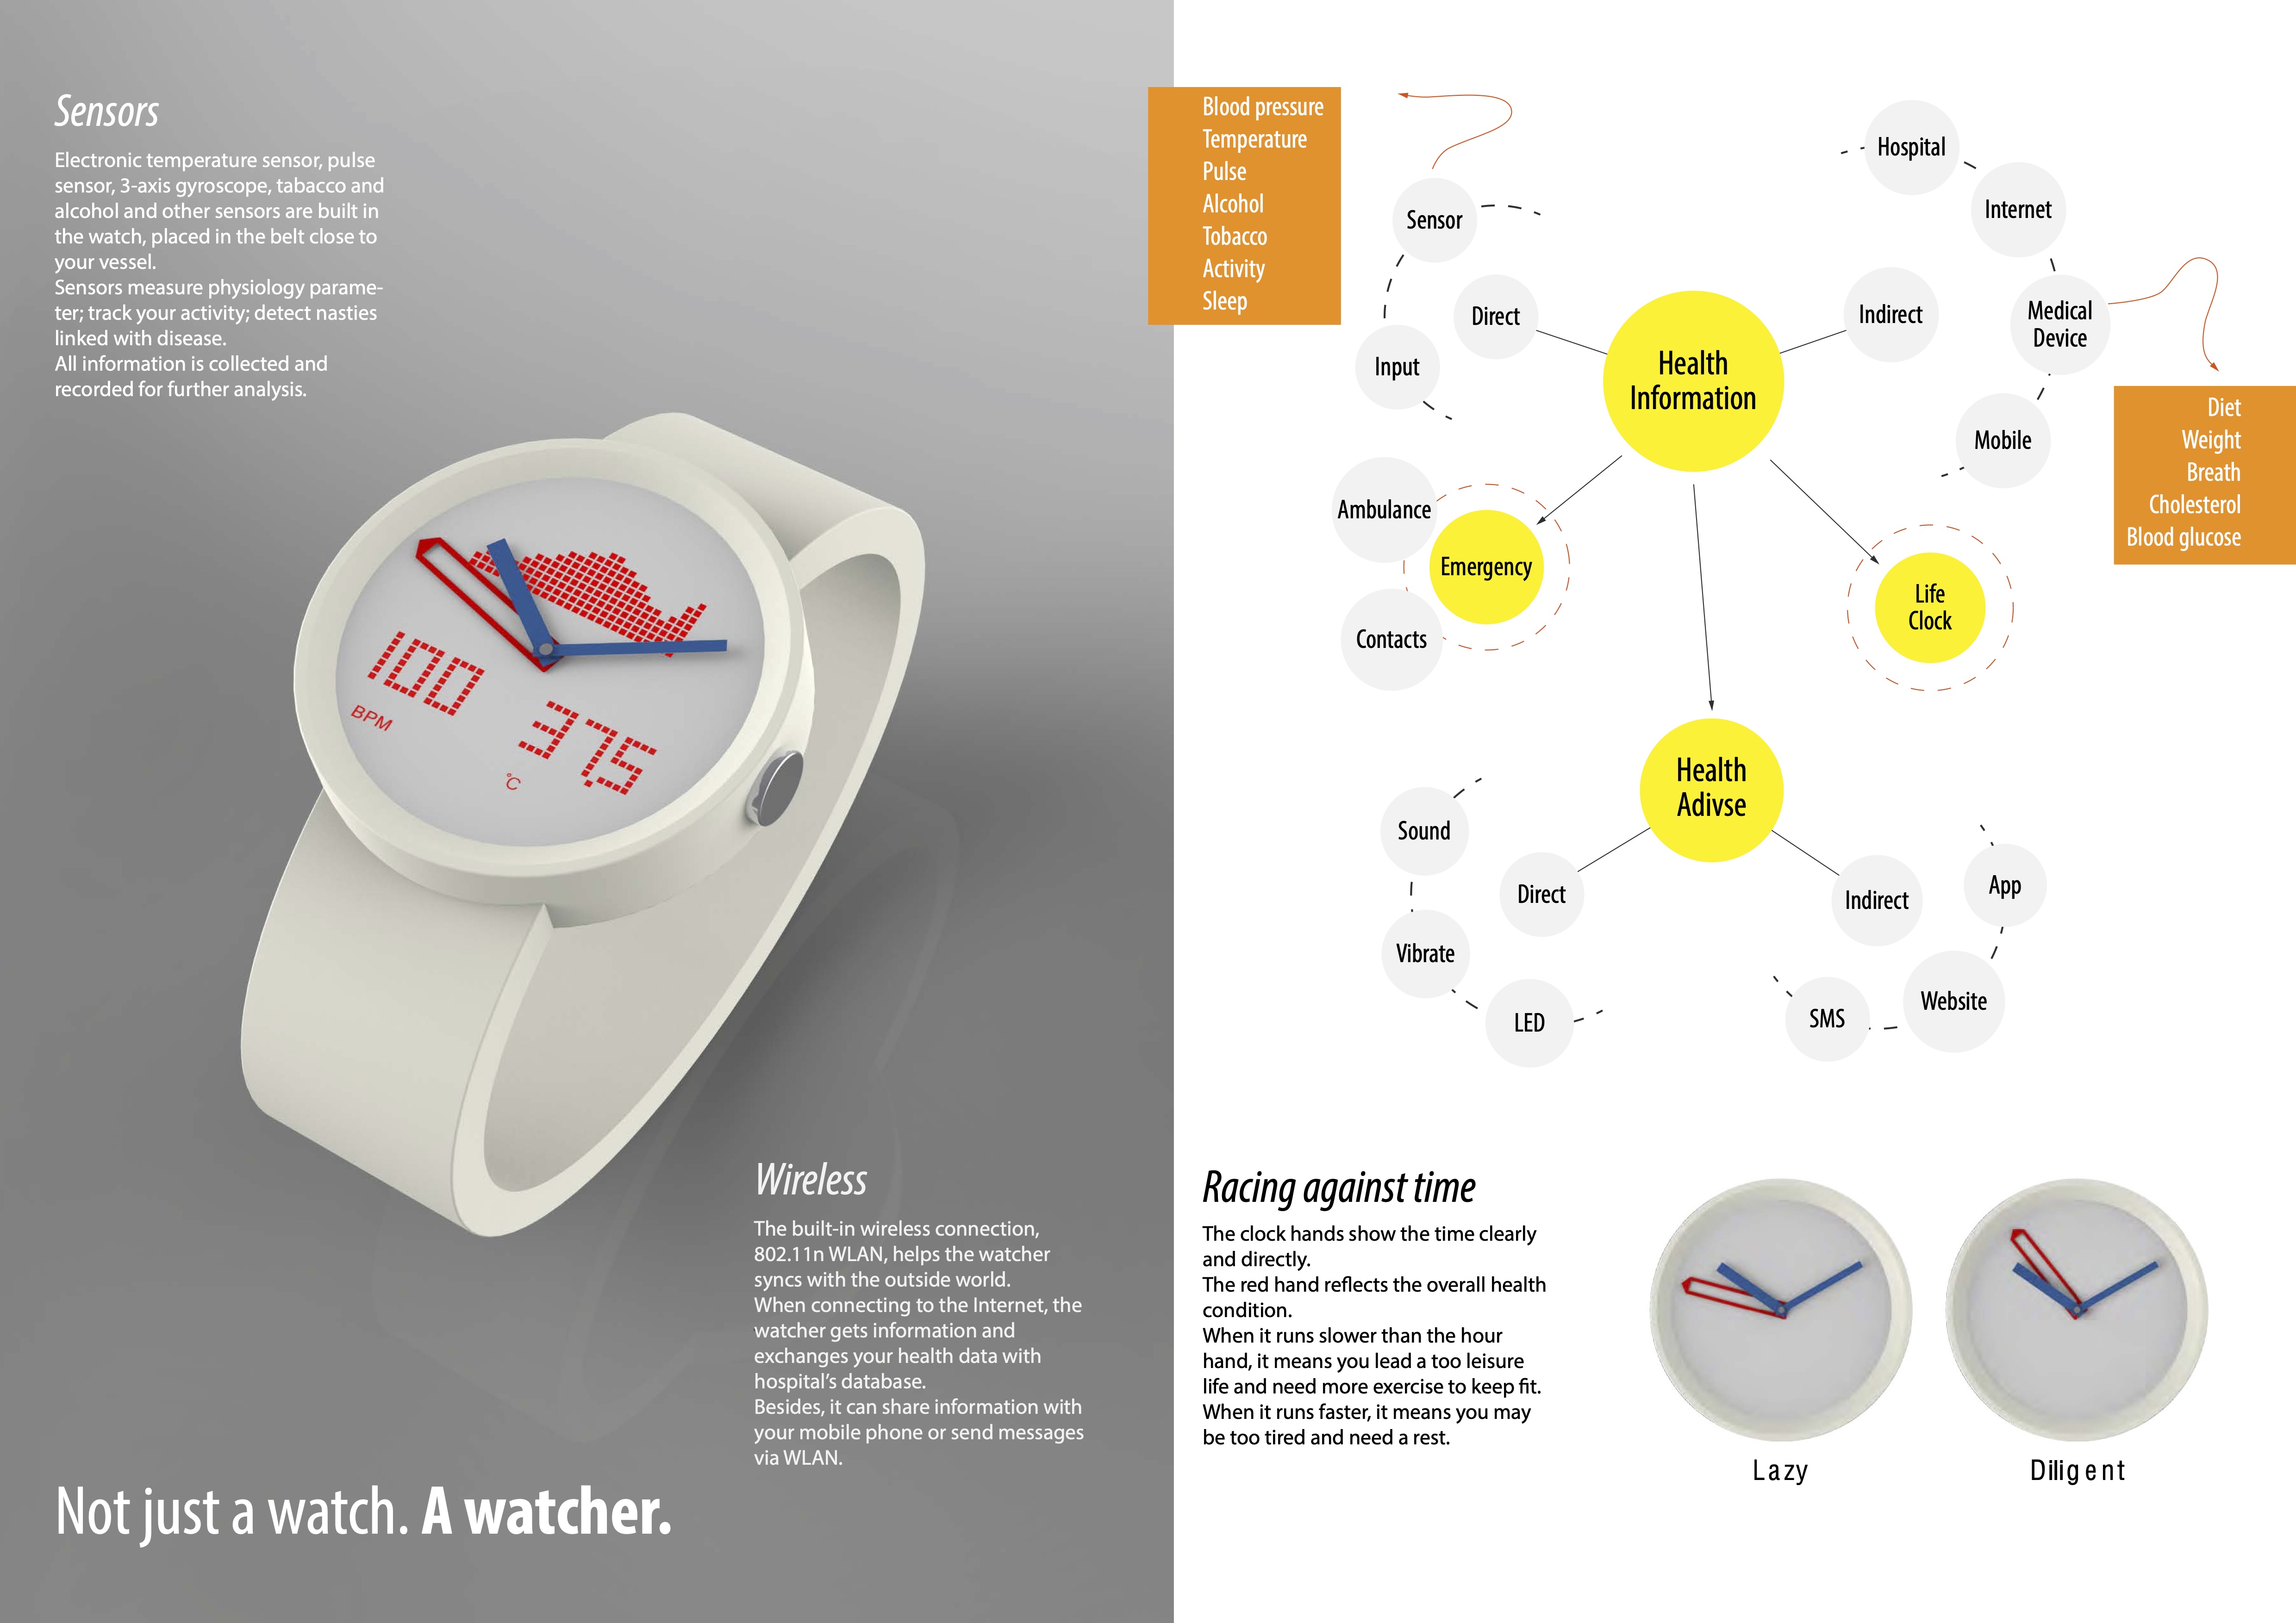 Sensors
Electronic temperature sensor, pulse
sensor, 3-axis gyroscope, tabacco and
alcohol and other sensors are built in
the watch, placed in the belt close to
your vessel.
Sensors measure physiology parame-
ter; track your activity; detect nasties
linked with disease.
All information is collected and
recorded for further analysis.
100
BPM
37.5
°C
Wireless
The built-in wireless connection,
802.11n WLAN, helps the watcher
syncs with the outside world.
When connecting to the Internet, the
watcher gets information and
exchanges your health data with
hospital's database.
Besides, it can share information with
your mobile phone or send messages
via WLAN.
Not just a watch. A watcher.
Blood pressure
Temperature
Pulse
Alcohol
Tobacco
Activity
Sleep
Sensor
Direct
Input
Health
Information
Hospital
Internet
Indirect
Medical
Device
Mobile
Diet
Weight
Breath
Cholesterol
Blood glucose
Ambulance
Emergency
Contacts
Life
Clock
Health
Adivse
Sound
Direct
Vibrate
LED
Indirect
App
Website
SMS
Racing against time
The clock hands show the time clearly
and directly.
The red hand reflects the overall health
condition.
When it runs slower than the hour
hand, it means you lead a too leisure
life and need more exercise to keep fit.
When it runs faster, it means you may
be too tired and need a rest.
Lazy
Diligent